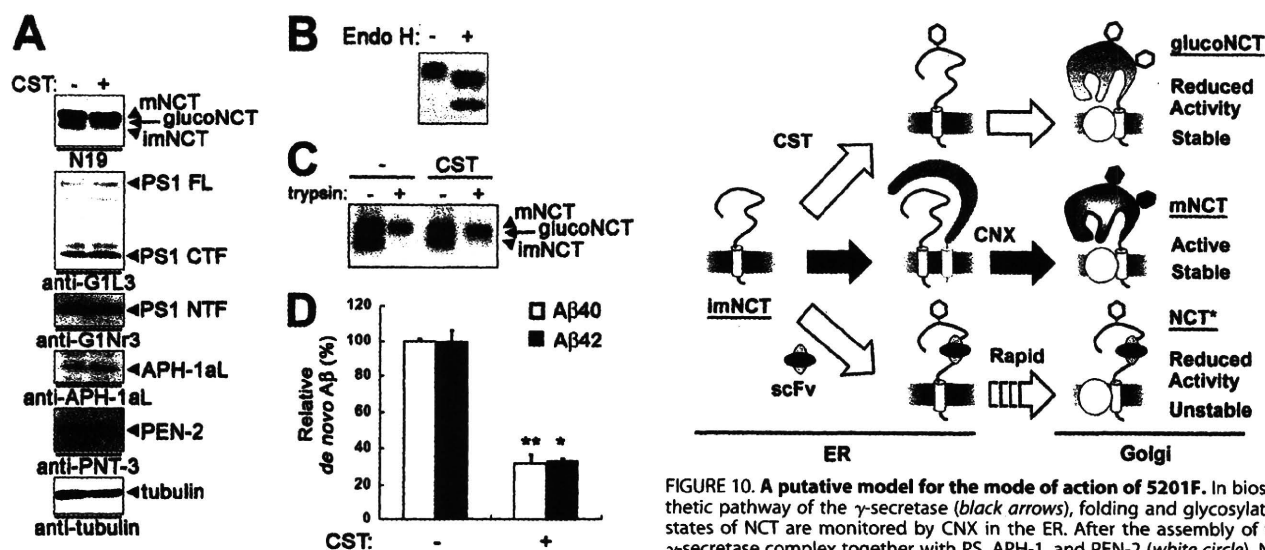 A
CST: - +
mNCT
glucoNCT
imNCT
N19
PS1 FL
PS1 CTF
anti-G1L3
PS1 NTF
anti-G1Nr3
APH-1aL
anti-APH-1aL
PEN-2
anti-PNT-3
tubulin
anti-tubulin
B
Endo H: - +
C
- CST
trypsin: - + - +
mNCT
glucoNCT
imNCT
D
Relative
de novo Aβ (%)
120
100
80
60
40
20
0
Aβ40
Aβ42
** *
CST: - +
glucoNCT
Reduced
Activity
Stable
CST
mNCT
CNX
Active
Stable
imNCT
NCT*
scFv
Rapid
Reduced
Activity
Unstable
ER
Golgi
FIGURE 10. A putative model for the mode of action of 5201F. In bios
thetic pathway of the γ-secretase (black arrows), folding and glycosylat
states of NCT are monitored by CNX in the ER. After the assembly of
γ-secretase complex together with PS, APH-1, and PEN-2 (white circle), N